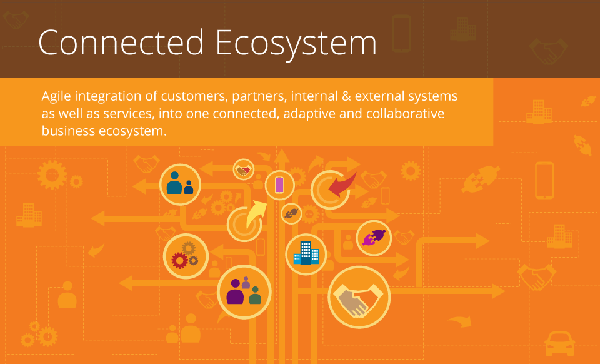 Connected Ecosystem
Agile integration of customers, partners, internal & external systems
as well as services, into one connected, adaptive and collaborative
business ecosystem.